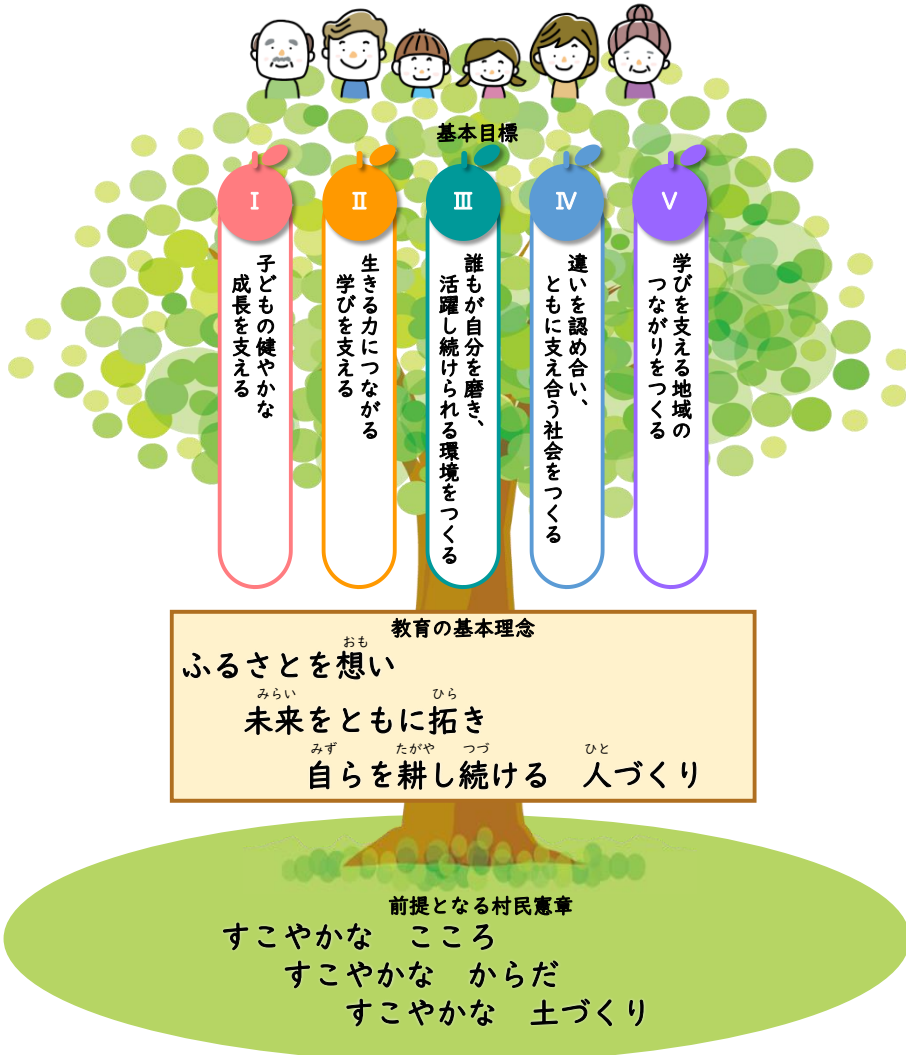 基本目標
Ⅰ
子どもの健やかな
成長を支える
Ⅱ
生きる力につながる
学びを支える
Ⅲ
誰もが自分を磨き、
活躍し続けられる環境をつくる
Ⅳ
違いを認め合い、
ともに支え合う社会をつくる
Ⅴ
学びを支える地域の
つながりをつくる
教育の基本理念
おも
ふるさとを想い
みらい ひら
未来をともに拓き
みず たがや つづ ひと
自らを耕し続ける　人づくり
前提となる村民憲章
すこやかな　こころ
すこやかな　からだ
すこやかな　土づくり